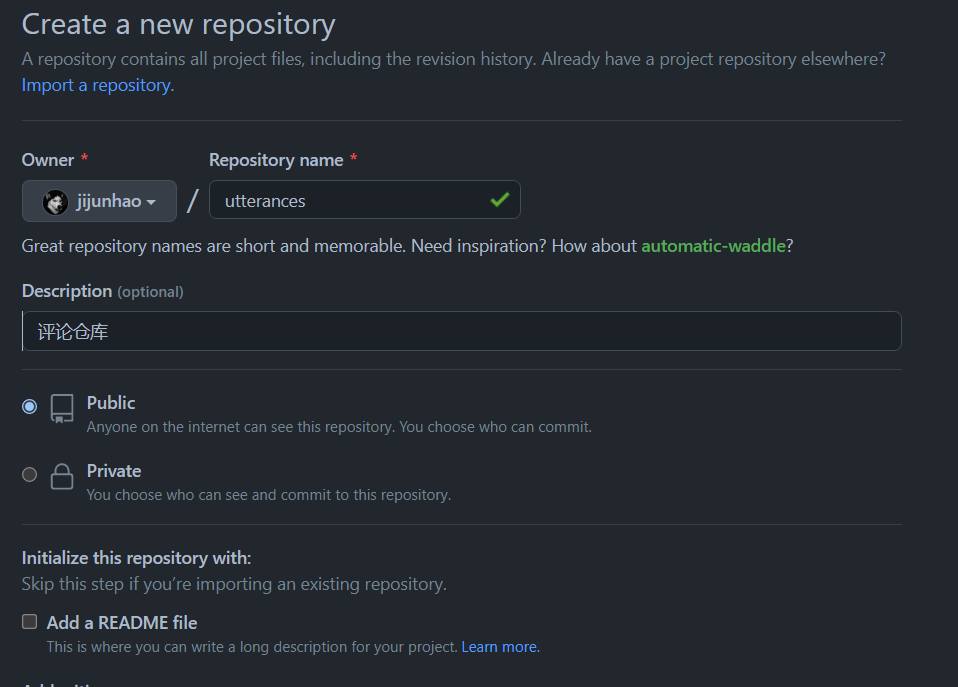 Create a new repository
A repository contains all project files, including the revision history. Already have a project repository elsewhere?
Import a repository.
Owner *
Repository name *
jijunhao
/
utterances
Great repository names are short and memorable. Need inspiration? How about automatic-waddle?
Description (optional)
评论仓库
Public
Anyone on the internet can see this repository. You choose who can commit.
Private
You choose who can see and commit to this repository.
Initialize this repository with:
Skip this step if you’re importing an existing repository.
Add a README file
This is where you can write a long description for your project. Learn more.